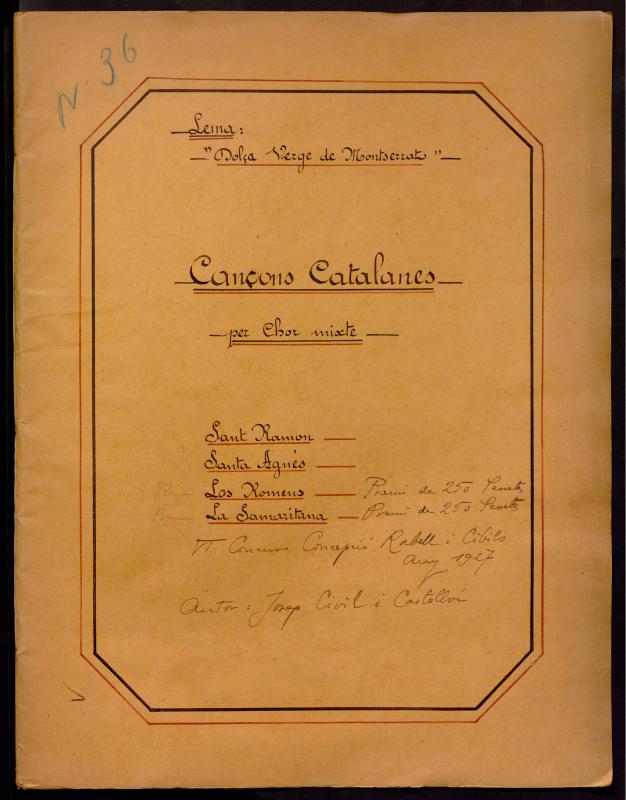 N. 36
Lema:
"Dolça Verge de Montserrat"
Cançons Catalanes
per Chor mixte
Sant Ramon
Santa Agnès
Los Romeus — Premi de 250 Pessetes
La Samaritana — Premi de 250 Pessetes
VI Concurs Concepció Rabell i Cibils
Any 1927
Autor: Josep Civil i Castellví